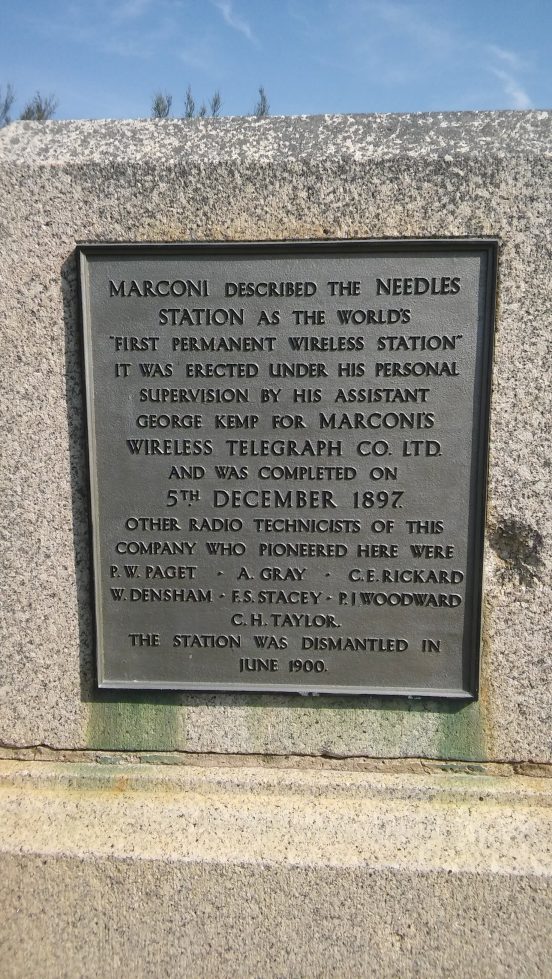 MARCONI DESCRIBED THE NEEDLES
STATION AS THE WORLD'S
"FIRST PERMANENT WIRELESS STATION"
IT WAS ERECTED UNDER HIS PERSONAL
SUPERVISION BY HIS ASSISTANT
GEORGE KEMP FOR MARCONI'S
WIRELESS TELEGRAPH CO. LTD.
AND WAS COMPLETED ON
5TH DECEMBER 1897.
OTHER RADIO TECHNICISTS OF THIS
COMPANY WHO PIONEERED HERE WERE
P. W. PAGET · A. GRAY · C. E. RICKARD
W. DENSHAM · F. S. STACEY · P. J WOODWARD
C. H. TAYLOR.
THE STATION WAS DISMANTLED IN
JUNE 1900.